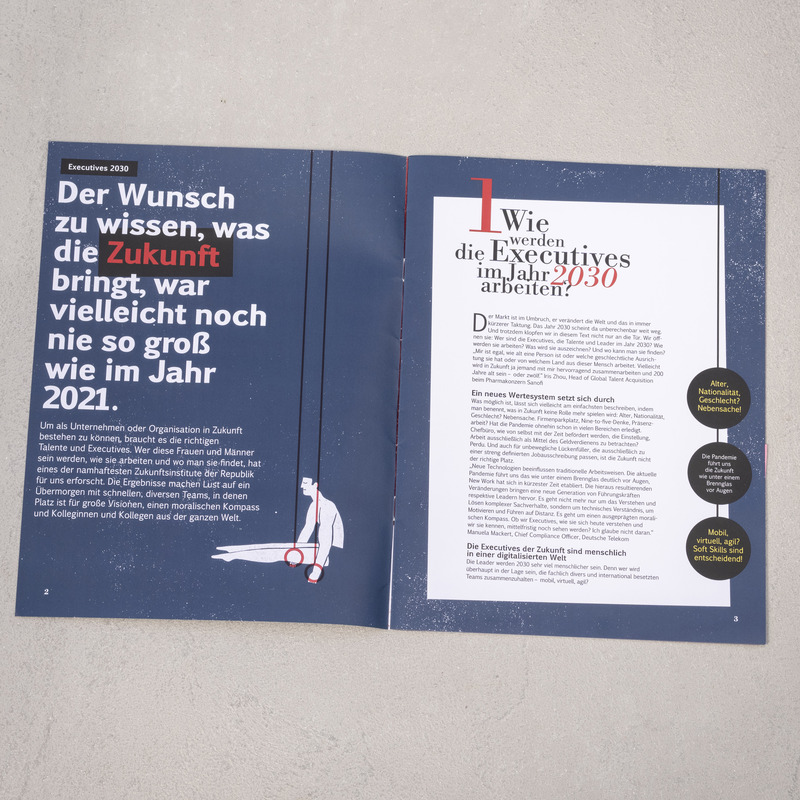 Executives 2030
Der Wunsch
zu wissen, was
die Zukunft
bringt, war
vielleicht noch
nie so groß
wie im Jahr
2021.
Um als Unternehmen oder Organisation in Zukunft
bestehen zu können, braucht es die richtigen
Talente und Executives. Wer diese Frauen und Männer
sein werden, wie sie arbeiten und wo man sie findet, hat
eines der namhaftesten Zukunftsinstitute der Republik
für uns erforscht. Die Ergebnisse machen Lust auf ein
Übermorgen mit schnellen, diversen Teams, in denen
Platz ist für große Visionen, einen moralischen Kompass
und Kolleginnen und Kollegen aus der ganzen Welt.
2
1 Wie
werden
die Executives
im Jahr 2030
arbeiten?
Der Markt ist im Umbruch, er verändert die Welt und das in immer
kürzerer Taktung. Das Jahr 2030 scheint da unberechenbar weit weg.
Und trotzdem klopfen wir in diesem Text nicht nur an die Tür. Wir öff-
nen sie: Wer sind die Executives, die Talente und Leader im Jahr 2030? Wie
werden sie arbeiten? Was wird sie auszeichnen? Und wo kann man sie finden?
„Mir ist egal, wie alt eine Person ist oder welche geschlechtliche Ausrich-
tung sie hat oder von welchem Land aus dieser Mensch arbeitet. Vielleicht
wird in Zukunft ja jemand mit mir hervorragend zusammenarbeiten und 200
Jahre alt sein – oder zwölf.“ Iris Zhou, Head of Global Talent Acquisition
beim Pharmakonzern Sanofi
Ein neues Wertesystem setzt sich durch
Was möglich ist, lässt sich vielleicht am einfachsten beschreiben, indem
man benennt, was in Zukunft keine Rolle mehr spielen wird: Alter, Nationalität,
Geschlecht? Nebensache. Firmenparkplatz, Nine-to-five-Denke, Präsenz-
arbeit? Hat die Pandemie ohnehin schon in vielen Bereichen erledigt.
Chefbüro, wie von selbst mit der Zeit befördert werden, die Einstellung,
Arbeit ausschließlich als Mittel des Geldverdienens zu betrachten?
Perdu. Und auch für unbewegliche Lückenfüller, die ausschließlich zu
einer streng definierten Jobausschreibung passen, ist die Zukunft nicht
der richtige Platz.
„Neue Technologien beeinflussen traditionelle Arbeitsweisen. Die aktuelle
Pandemie führt uns das wie unter einem Brennglas deutlich vor Augen,
New Work hat sich in kürzester Zeit etabliert. Die hieraus resultierenden
Veränderungen bringen eine neue Generation von Führungskräften
respektive Leadern hervor. Es geht nicht mehr nur um das Verstehen und
Lösen komplexer Sachverhalte, sondern um technisches Verständnis, um
Motivieren und Führen auf Distanz. Es geht um einen ausgeprägten morali-
schen Kompass. Ob wir Executives, wie sie sich heute verstehen und
wir sie kennen, mittelfristig noch sehen werden? Ich glaube nicht daran.“
Manuela Mackert, Chief Compliance Officer, Deutsche Telekom
Die Executives der Zukunft sind menschlich
in einer digitalisierten Welt
Die Leader werden 2030 sehr viel menschlicher sein. Denn wer wird
überhaupt in der Lage sein, die fachlich divers und international besetzten
Teams zusammenzuhalten – mobil, virtuell, agil?
Alter,
Nationalität,
Geschlecht?
Nebensache!
Die Pandemie
führt uns
die Zukunft
wie unter einem
Brennglas
vor Augen
Mobil,
virtuell, agil?
Soft Skills sind
entscheidend!
3